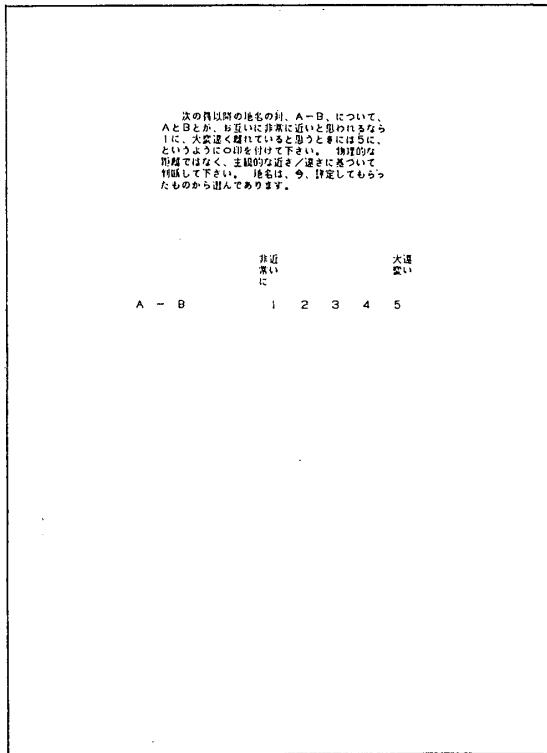 次の頁以降の地名の対、A－B、について、
AとBとが、お互いに非常に近いと思われるなら
1に、大変遠く離れていると思うときには5に、
というように○印を付けて下さい。 物理的な
距離ではなく、主観的な近さ／遠さに基づいて
判断して下さい。 地名は、今、評定してもらっ
たものから選んであります。
非常に 近い 大変 遠い
A － B 1 2 3 4 5